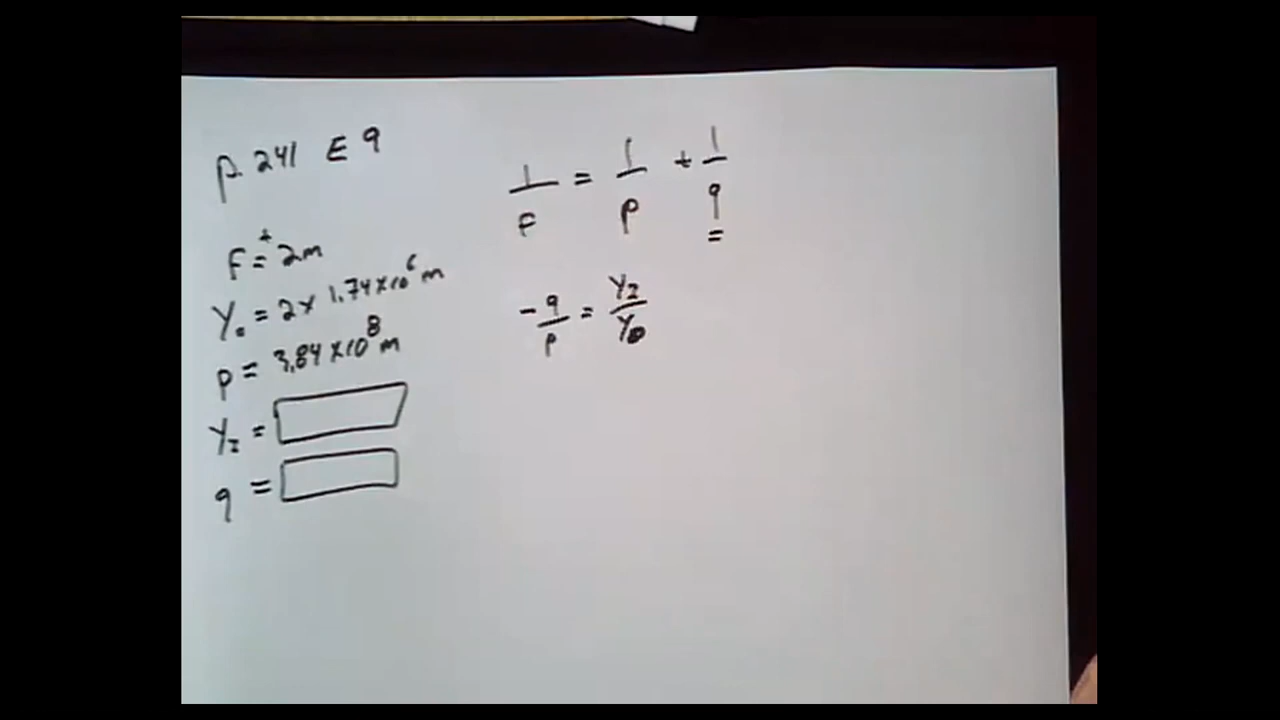 p. 241 E 9
F = +2m
Y₀ = 2 × 1.74 × 10⁶ m
p = 3.84 × 10⁸ m
Y₂ =
q =
1/F = 1/p + 1/q
=
-q/p = Y₂/Y₀